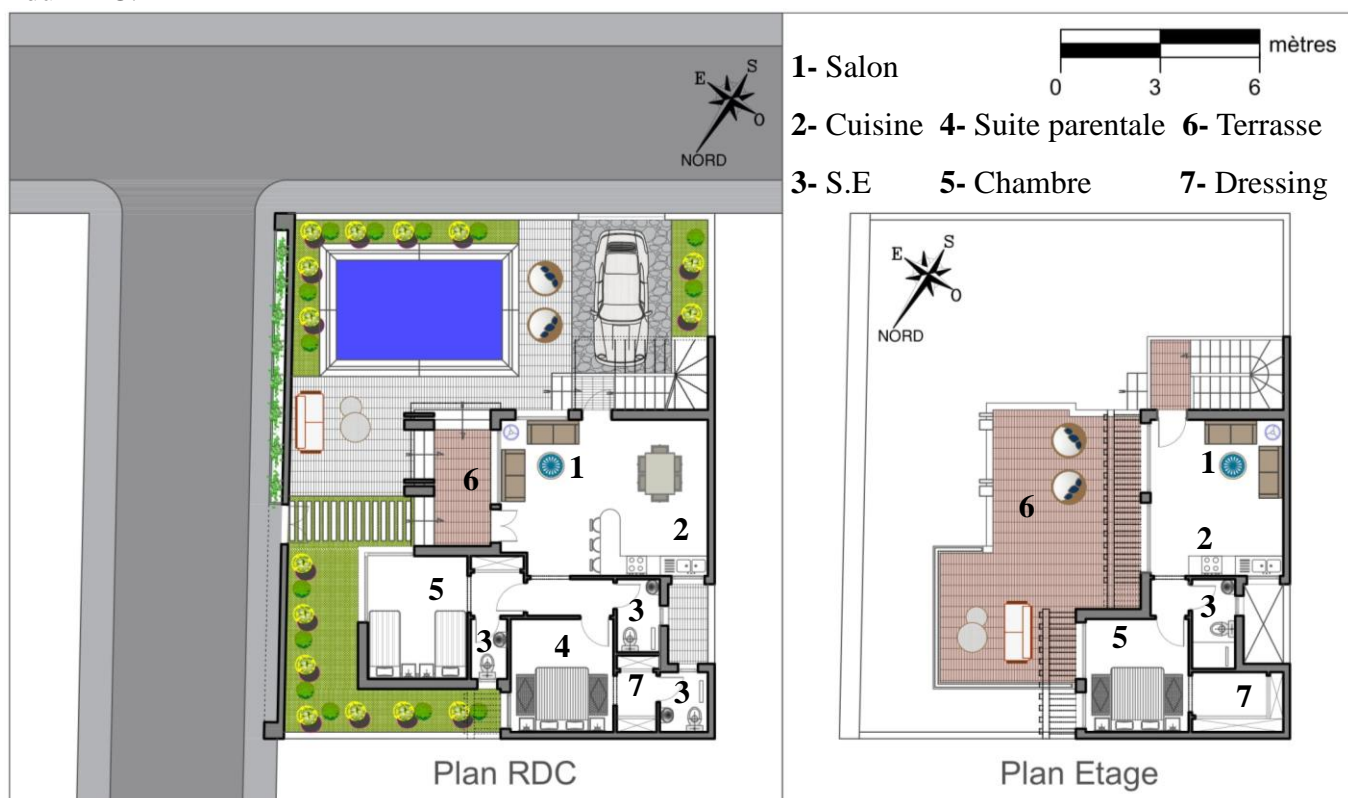 mètres
1- Salon
0 3 6
2- Cuisine 4- Suite parentale 6- Terrasse
3- S.E 5- Chambre 7- Dressing
E S
O
NORD
E S
O
NORD
1
6
2
5
3
3
4
7
3
1
6
2
3
5
7
Plan RDC
Plan Etage